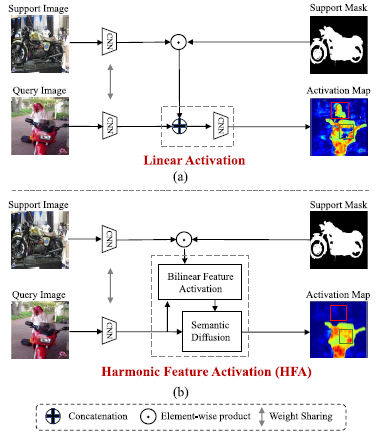 Support Image
Support Mask
CNN
Query Image
Activation Map
CNN
CNN
Linear Activation
(a)
Support Image
Support Mask
CNN
Bilinear Feature
Activation
Query Image
Activation Map
CNN
Semantic
Diffusion
Harmonic Feature Activation (HFA)
(b)
Concatenation
Element-wise product
Weight Sharing